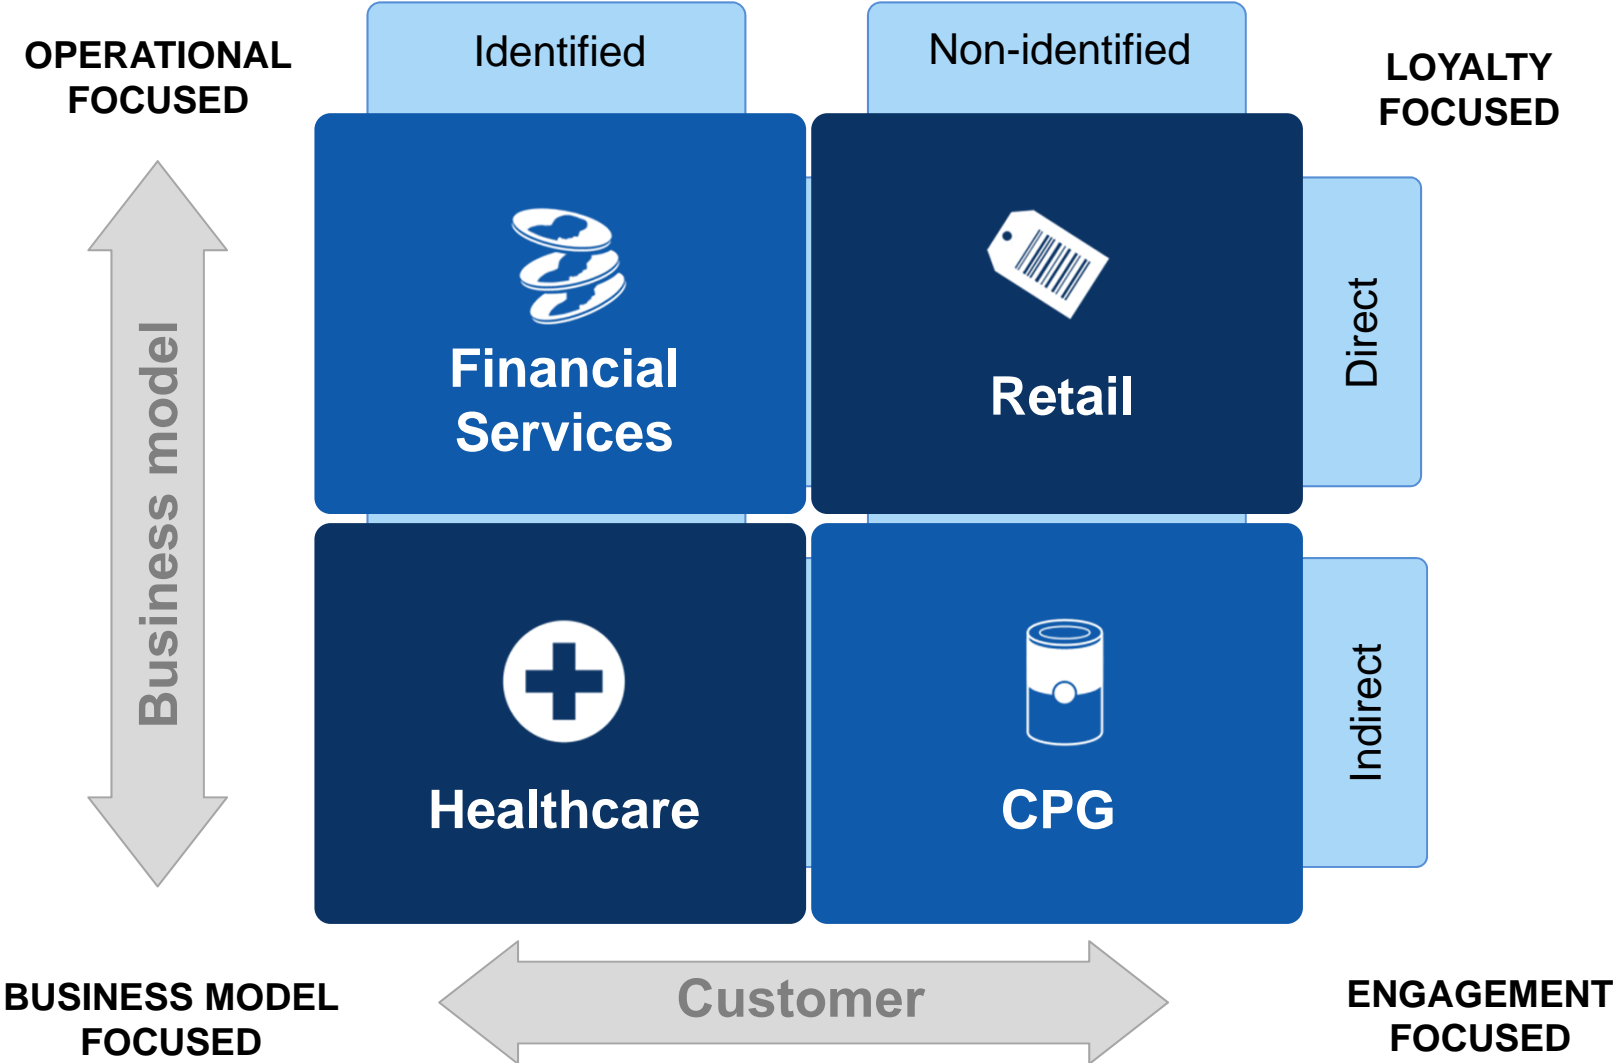 OPERATIONAL
FOCUSED
Identified
Non-identified
LOYALTY
FOCUSED
Business model
Financial
Services
Retail
Direct
Healthcare
CPG
Indirect
BUSINESS MODEL
FOCUSED
Customer
ENGAGEMENT
FOCUSED